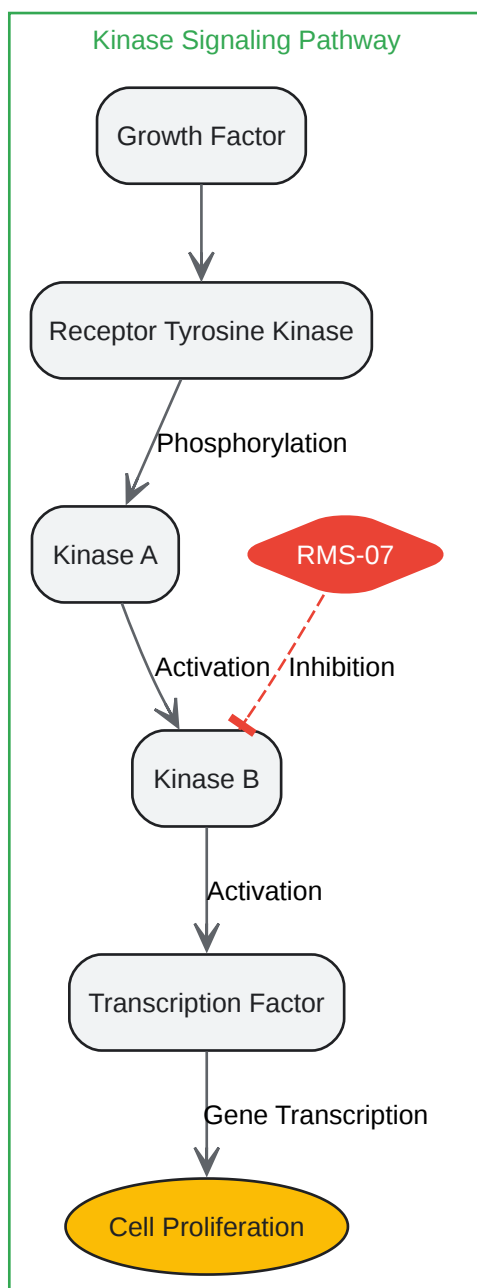 Kinase Signaling Pathway
Growth Factor
Receptor Tyrosine Kinase
Phosphorylation
Kinase A
RMS-07
Activation
Inhibition
Kinase B
Activation
Transcription Factor
Gene Transcription
Cell Proliferation